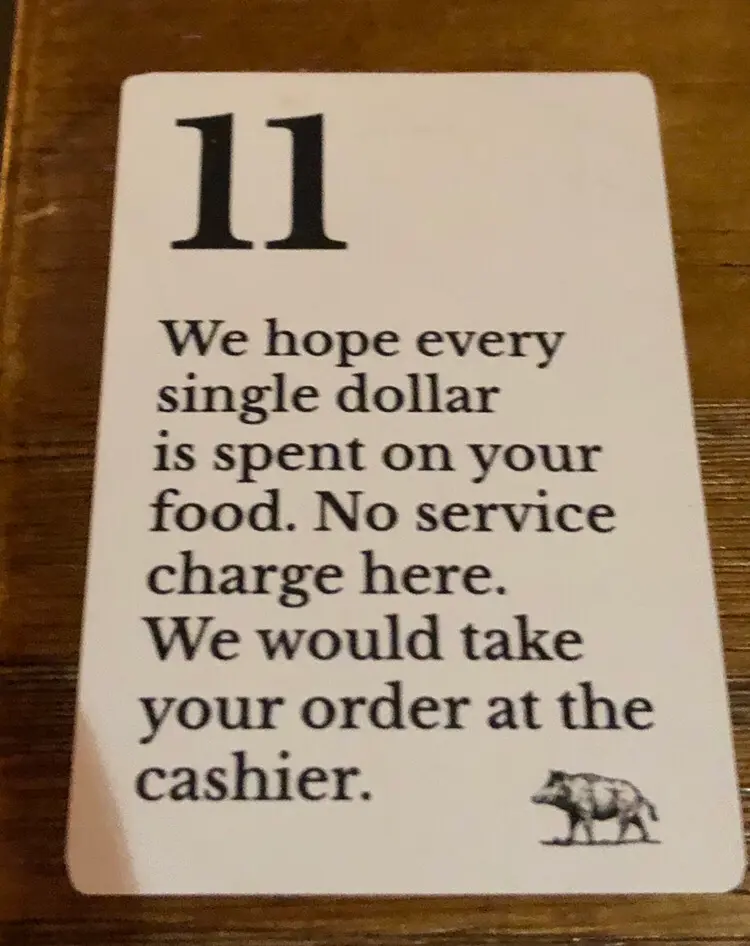 11
We hope every
single dollar
is spent on your
food. No service
charge here.
We would take
your order at the
cashier.